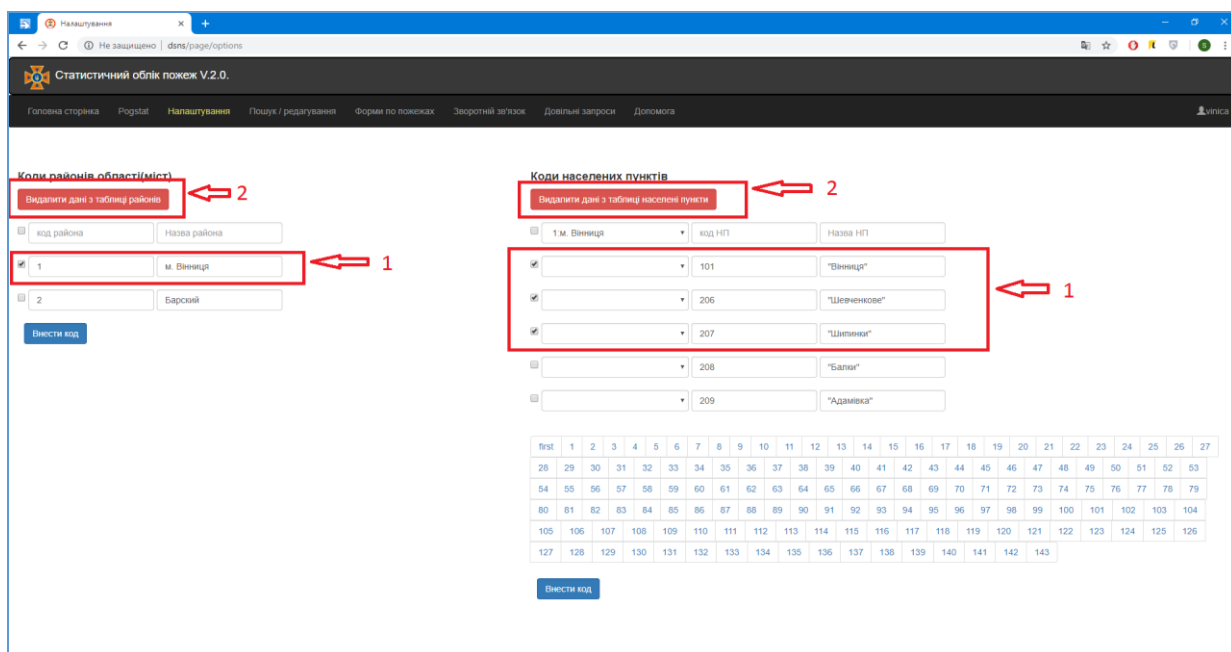 Налаштування
Не защищено | dsns/page/options
Статистичний облік пожеж V.2.0.
Головна сторінка Pogstat Налаштування Пошук / редагування Форми по пожежах Зворотній зв'язок Довільні запроси Допомога vinica
Коди районів області(міст)
Видалити дані з таблиці районів
2
код района Назва района
1 м. Вінниця
1
2 Барский
Внести код
Коди населених пунктів
Видалити дані з таблиці населені пункти
2
1:м. Вінниця код НП Назва НП
101 "Вінниця"
206 "Шевченкове"
1
207 "Шипинки"
208 "Балки"
209 "Адамівка"
first 1 2 3 4 5 6 7 8 9 10 11 12 13 14 15 16 17 18 19 20 21 22 23 24 25 26 27
28 29 30 31 32 33 34 35 36 37 38 39 40 41 42 43 44 45 46 47 48 49 50 51 52 53
54 55 56 57 58 59 60 61 62 63 64 65 66 67 68 69 70 71 72 73 74 75 76 77 78 79
80 81 82 83 84 85 86 87 88 89 90 91 92 93 94 95 96 97 98 99 100 101 102 103 104
105 106 107 108 109 110 111 112 113 114 115 116 117 118 119 120 121 122 123 124 125 126
127 128 129 130 131 132 133 134 135 136 137 138 139 140 141 142 143
Внести код